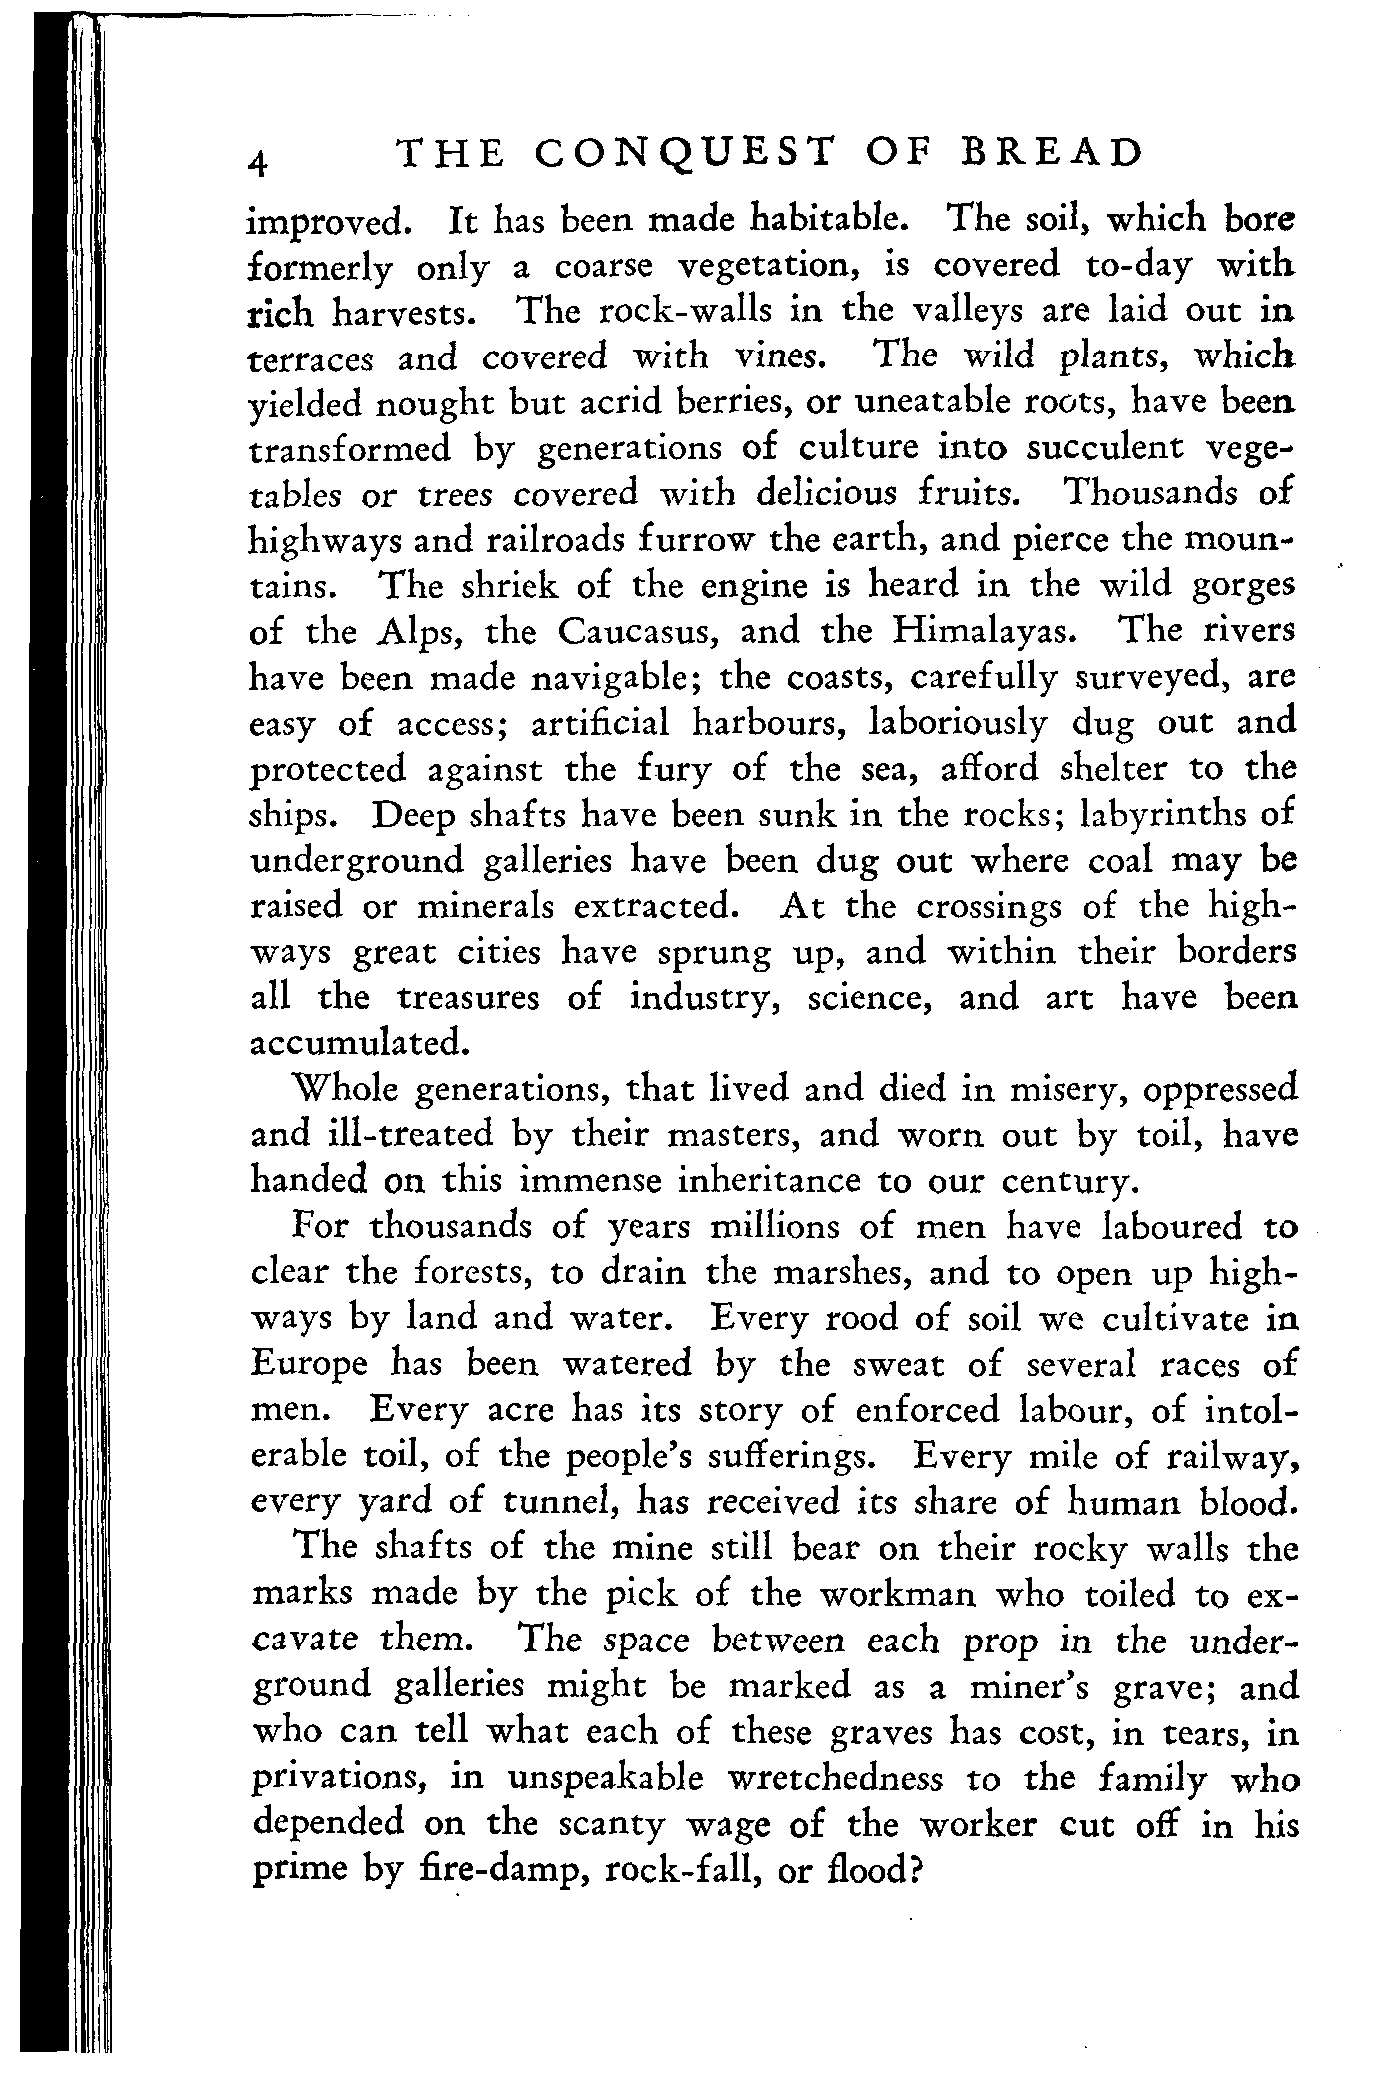 4 THE CONQUEST OF BREAD
improved. It has been made habitable. The soil, which bore
formerly only a coarse vegetation, is covered to-day with
rich harvests. The rock-walls in the valleys are laid out in
terraces and covered with vines. The wild plants, which
yielded nought but acrid berries, or uneatable roots, have been
transformed by generations of culture into succulent vege-
tables or trees covered with delicious fruits. Thousands of
highways and railroads furrow the earth, and pierce the moun-
tains. The shriek of the engine is heard in the wild gorges
of the Alps, the Caucasus, and the Himalayas. The rivers
have been made navigable; the coasts, carefully surveyed, are
easy of access; artificial harbours, laboriously dug out and
protected against the fury of the sea, afford shelter to the
ships. Deep shafts have been sunk in the rocks; labyrinths of
underground galleries have been dug out where coal may be
raised or minerals extracted. At the crossings of the high-
ways great cities have sprung up, and within their borders
all the treasures of industry, science, and art have been
accumulated.
Whole generations, that lived and died in misery, oppressed
and ill-treated by their masters, and worn out by toil, have
handed on this immense inheritance to our century.
For thousands of years millions of men have laboured to
clear the forests, to drain the marshes, and to open up high-
ways by land and water. Every rood of soil we cultivate in
Europe has been watered by the sweat of several races of
men. Every acre has its story of enforced labour, of intol-
erable toil, of the people's sufferings. Every mile of railway,
every yard of tunnel, has received its share of human blood.
The shafts of the mine still bear on their rocky walls the
marks made by the pick of the workman who toiled to ex-
cavate them. The space between each prop in the under-
ground galleries might be marked as a miner's grave; and
who can tell what each of these graves has cost, in tears, in
privations, in unspeakable wretchedness to the family who
depended on the scanty wage of the worker cut off in his
prime by fire-damp, rock-fall, or flood?